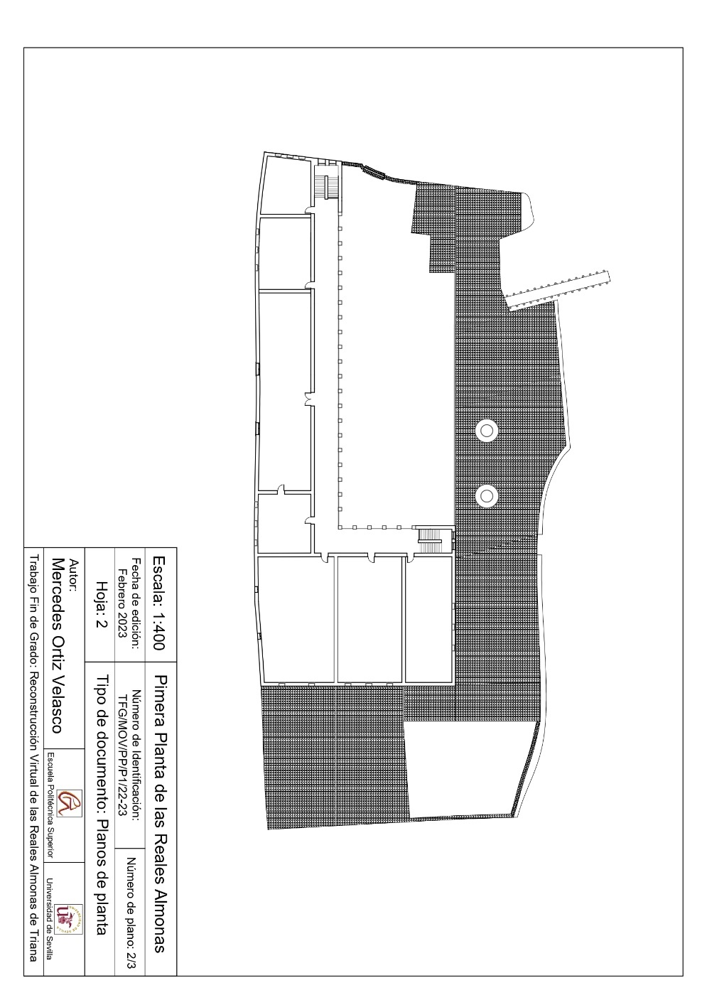 Escala: 1:400
Pimera Planta de las Reales Almonas
Fecha de edición:
Febrero 2023
Número de Identificación:
TFG/MOV/PP/P1/22-23
Número de plano: 2/3
Hoja: 2
Tipo de documento: Planos de planta
Autor:
Mercedes Ortiz Velasco
Escuela Politécnica Superior
Universidad de Sevilla
Trabajo Fin de Grado: Reconstrucción Virtual de las Reales Almonas de Triana